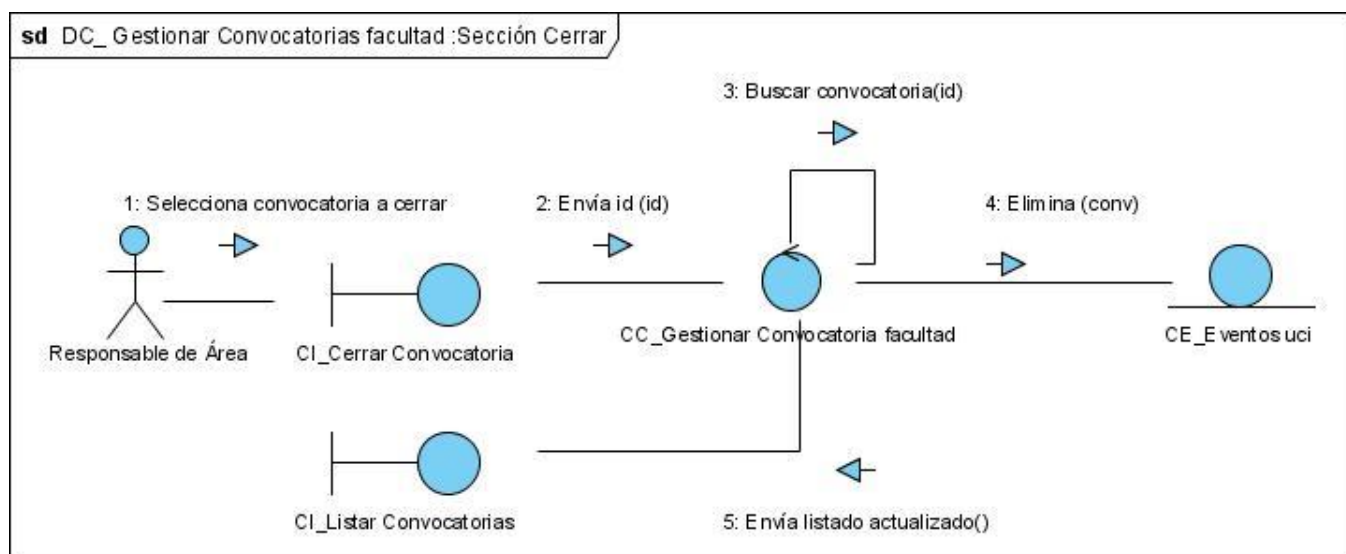 sd DC_ Gestionar Convocatorias facultad :Sección Cerrar
3: Buscar convocatoria(id)
1: Selecciona convocatoria a cerrar
2: Envía id (id)
4: Elimina (conv)
Responsable de Área
CI_Cerrar Convocatoria
CC_Gestionar Convocatoria facultad
CE_Eventos uci
CI_Listar Convocatorias
5: Envía listado actualizado()